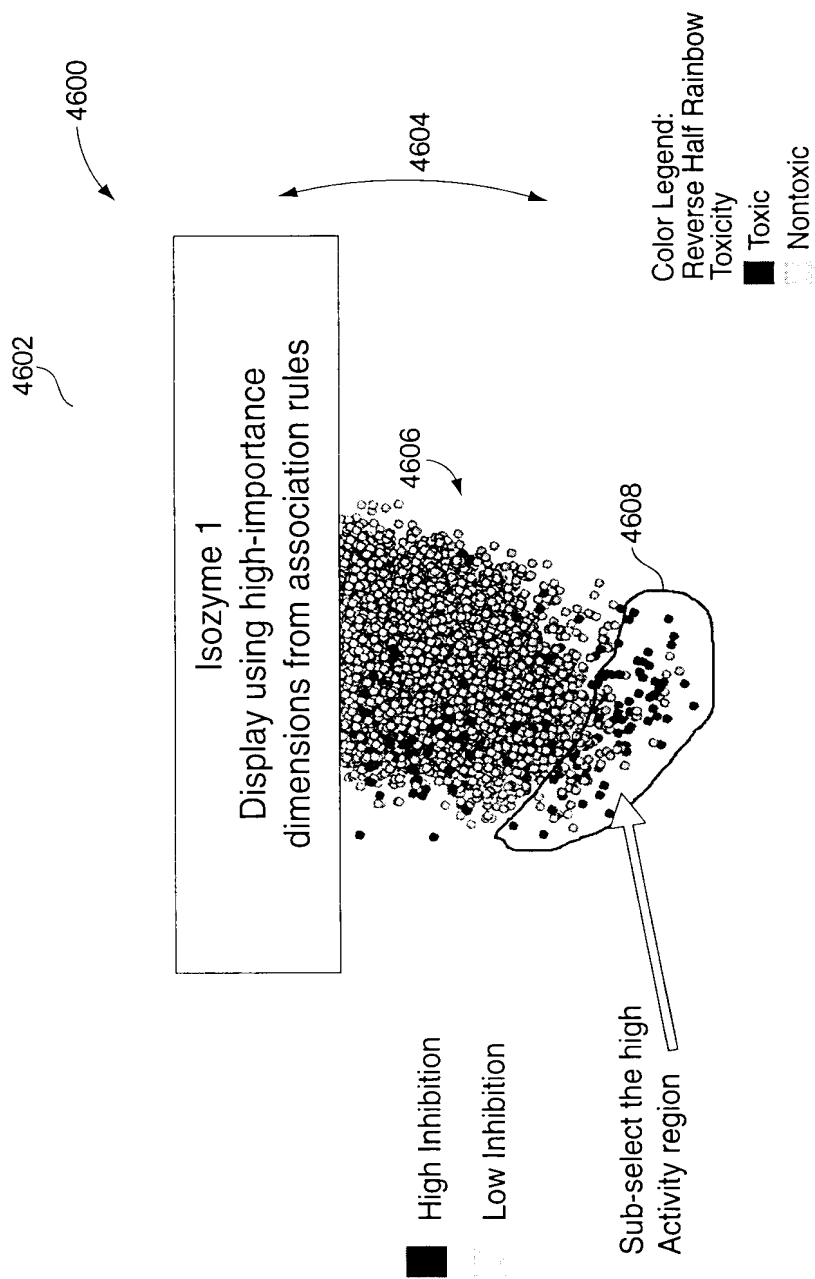 4600
4602
Isozyme 1
Display using high-importance
dimensions from association rules
4604
4606
4608
High Inhibition
Low Inhibition
Sub-select the high
Activity region
Color Legend:
Reverse Half Rainbow
Toxicity
Toxic
Nontoxic